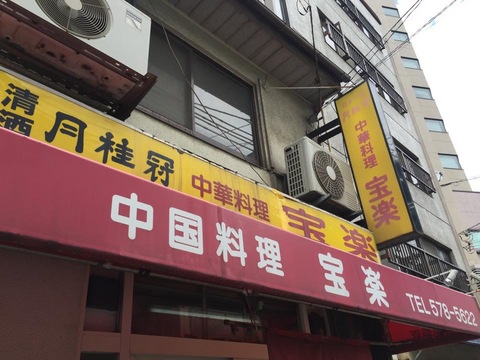 清酒 月桂冠 中華料理 宝楽
中華料理 宝楽
中国料理 宝楽 TEL 578-5622